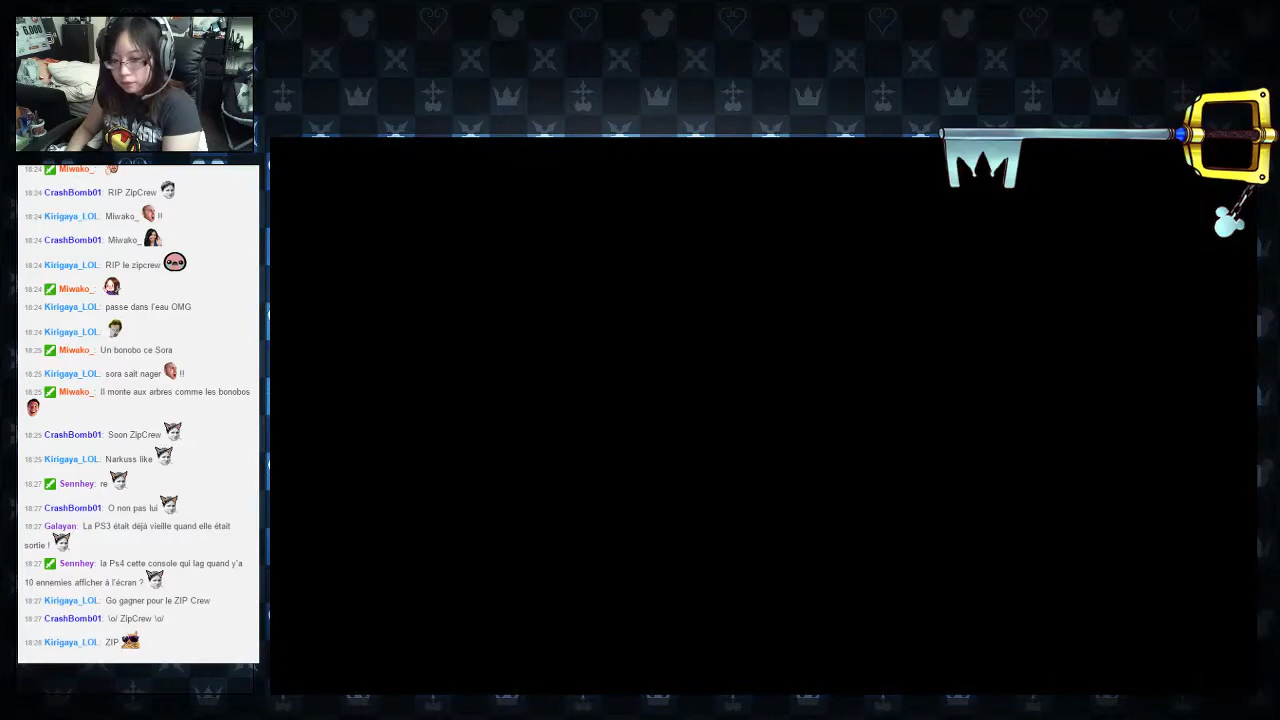 6,000
18:24 Miwako_:
18:24 CrashBomb01: RIP ZipCrew
18:24 Kirigaya_LOL: Miwako_ !!
18:24 CrashBomb01: Miwako_
18:24 Kirigaya_LOL: RIP le zipcrew
18:24 Miwako_:
18:24 Kirigaya_LOL: passe dans l'eau OMG
18:24 Kirigaya_LOL:
18:25 Miwako_: Un bonobo ce Sora
18:25 Kirigaya_LOL: sora sait nager !!
18:25 Miwako_: Il monte aux arbres comme les bonobos
18:25 CrashBomb01: Soon ZipCrew
18:25 Kirigaya_LOL: Narkuss like
18:27 Sennhey: re
18:27 CrashBomb01: O non pas lui
18:27 Galayan: La PS3 était déjà vieille quand elle était
sortie !
18:27 Sennhey: la Ps4 cette console qui lag quand y'a
10 ennemies afficher à l'écran ?
18:27 Kirigaya_LOL: Go gagner pour le ZIP Crew
18:27 CrashBomb01: \o/ ZipCrew \o/
18:28 Kirigaya_LOL: ZIP